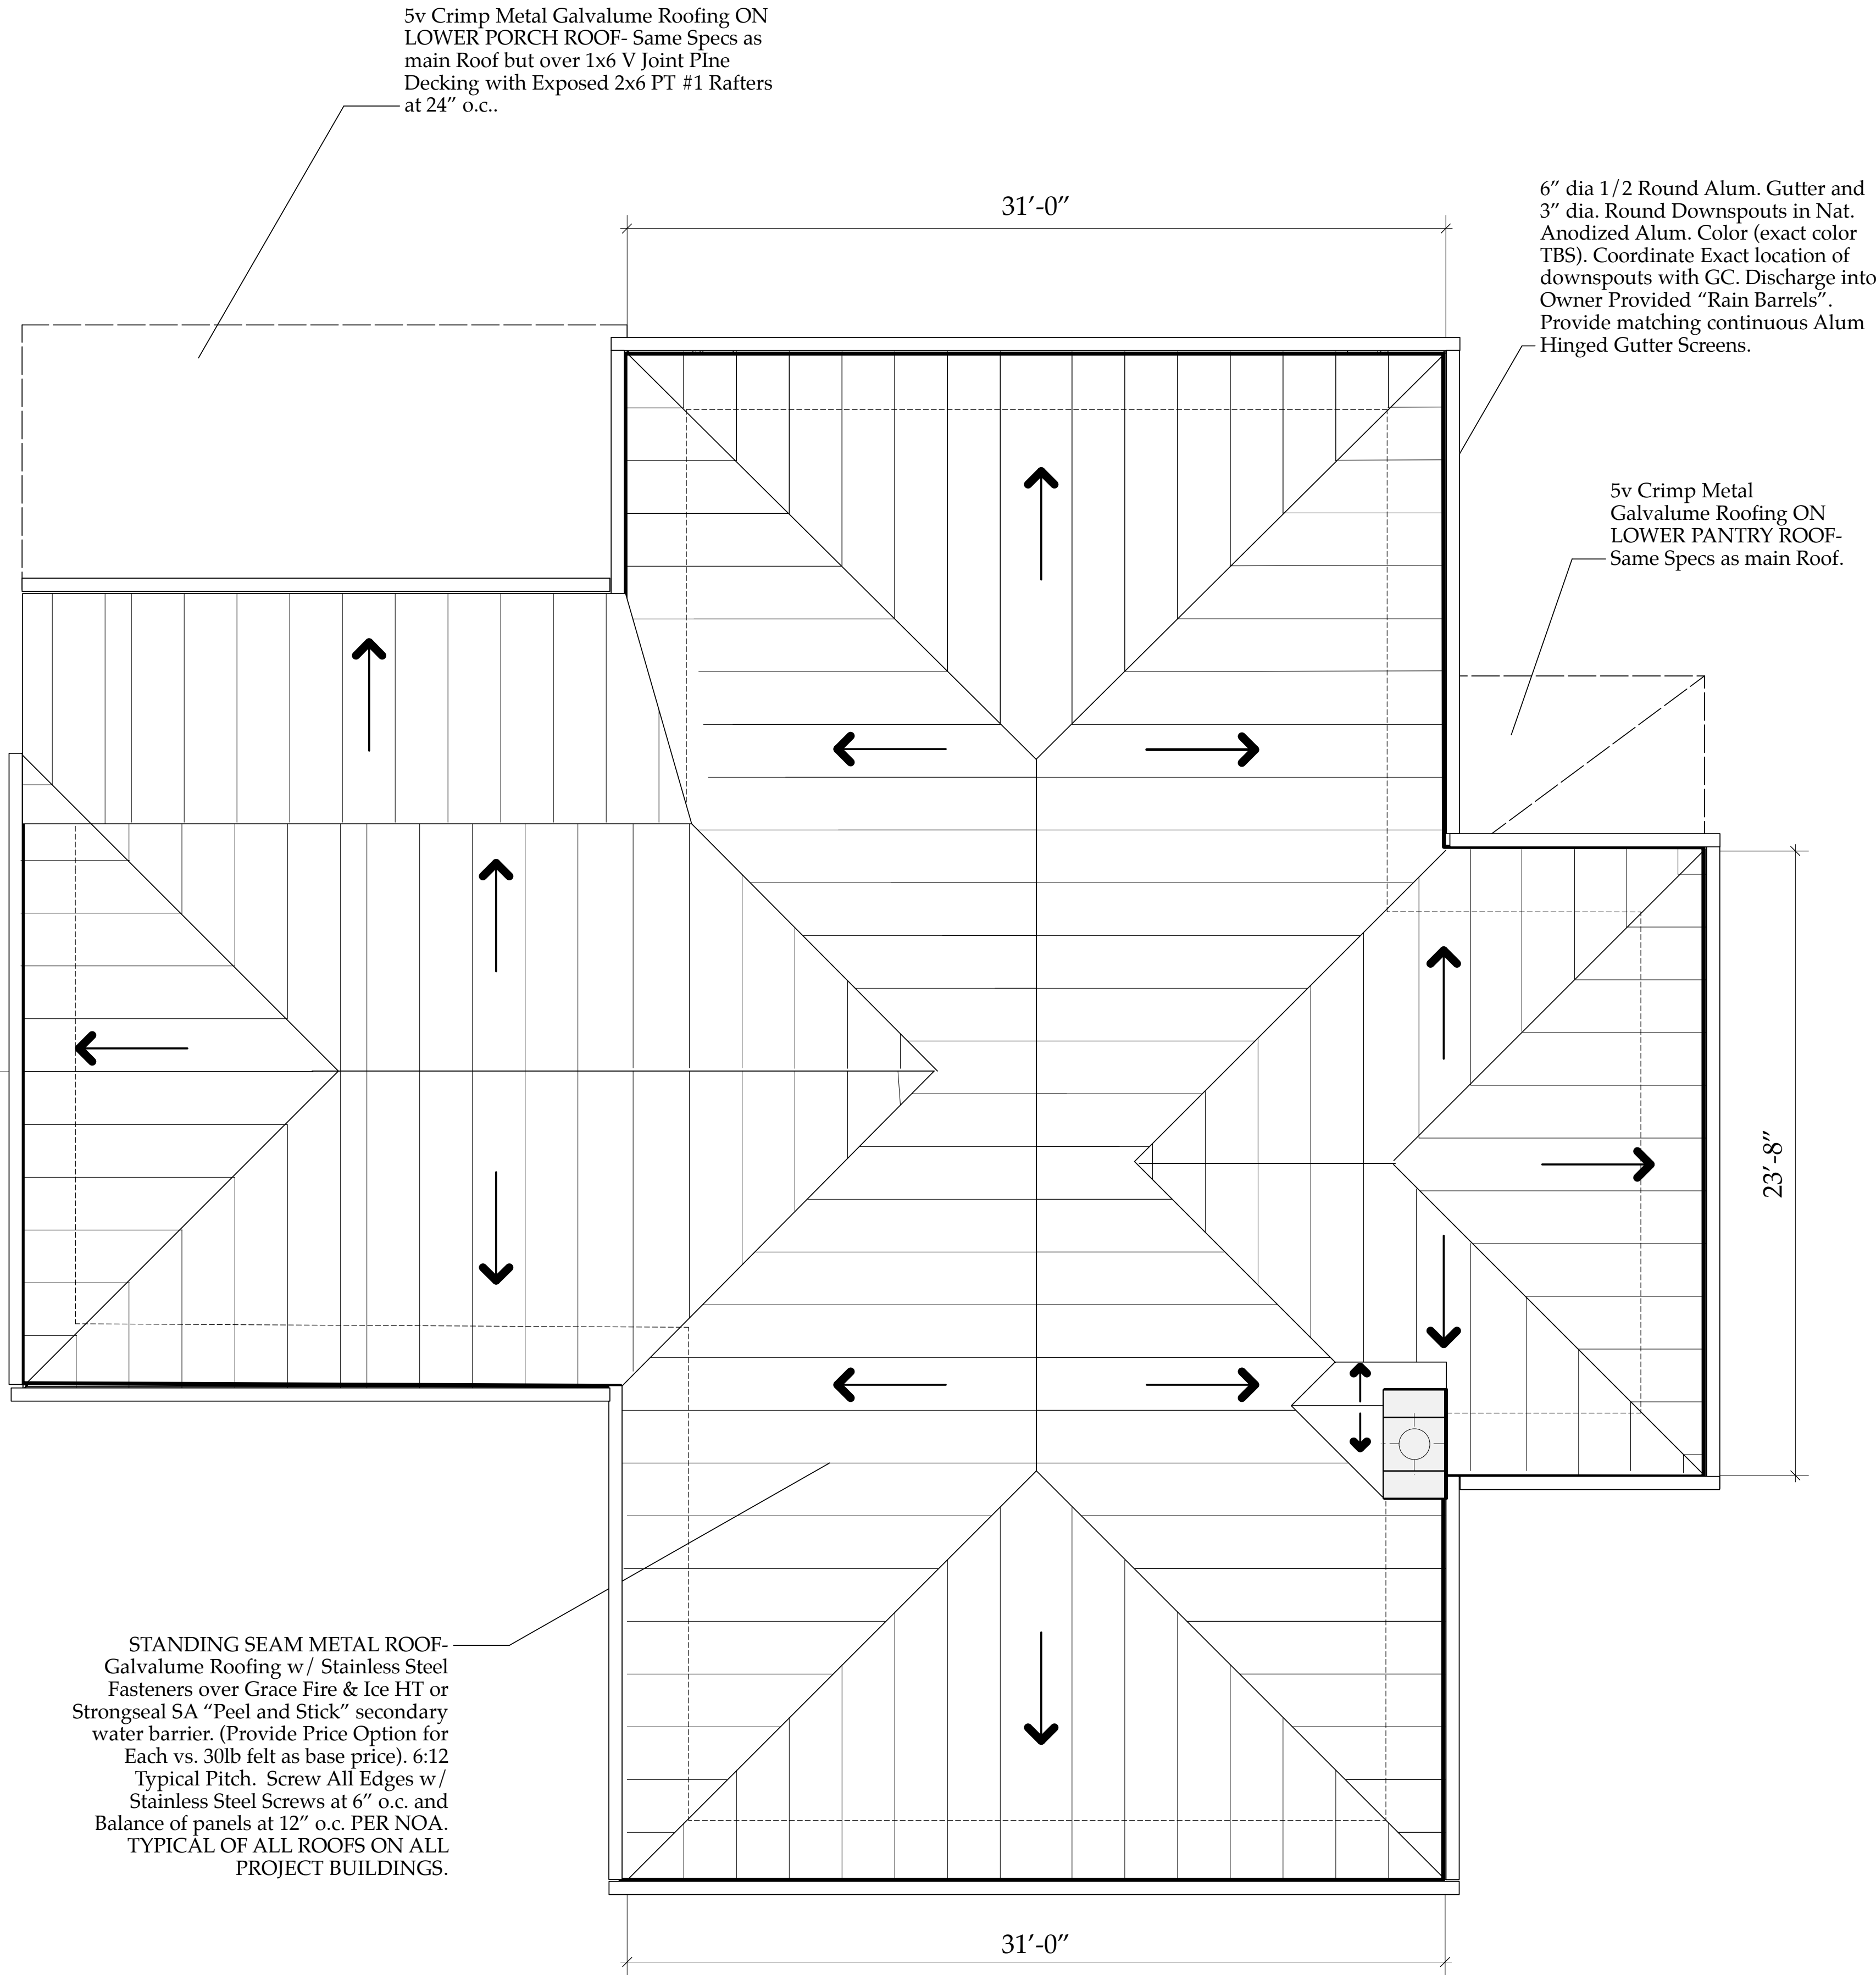 5v Crimp Metal Galvalume Roofing ON
LOWER PORCH ROOF- Same Specs as
main Roof but over 1x6 V Joint PIne
Decking with Exposed 2x6 PT #1 Rafters
at 24” o.c..
31’-0”
6” dia 1/2 Round Alum. Gutter and
3” dia. Round Downspouts in Nat.
Anodized Alum. Color (exact color
TBS). Coordinate Exact location of
downspouts with GC. Discharge into
Owner Provided “Rain Barrels”.
Provide matching continuous Alum
Hinged Gutter Screens.
5v Crimp Metal
Galvalume Roofing ON
LOWER PANTRY ROOF-
Same Specs as main Roof.
23’-8”
STANDING SEAM METAL ROOF-
Galvalume Roofing w/ Stainless Steel
Fasteners over Grace Fire & Ice HT or
Strongseal SA “Peel and Stick” secondary
water barrier. (Provide Price Option for
Each vs. 30lb felt as base price). 6:12
Typical Pitch. Screw All Edges w/
Stainless Steel Screws at 6” o.c. and
Balance of panels at 12” o.c. PER NOA.
TYPICAL OF ALL ROOFS ON ALL
PROJECT BUILDINGS.
31’-0”